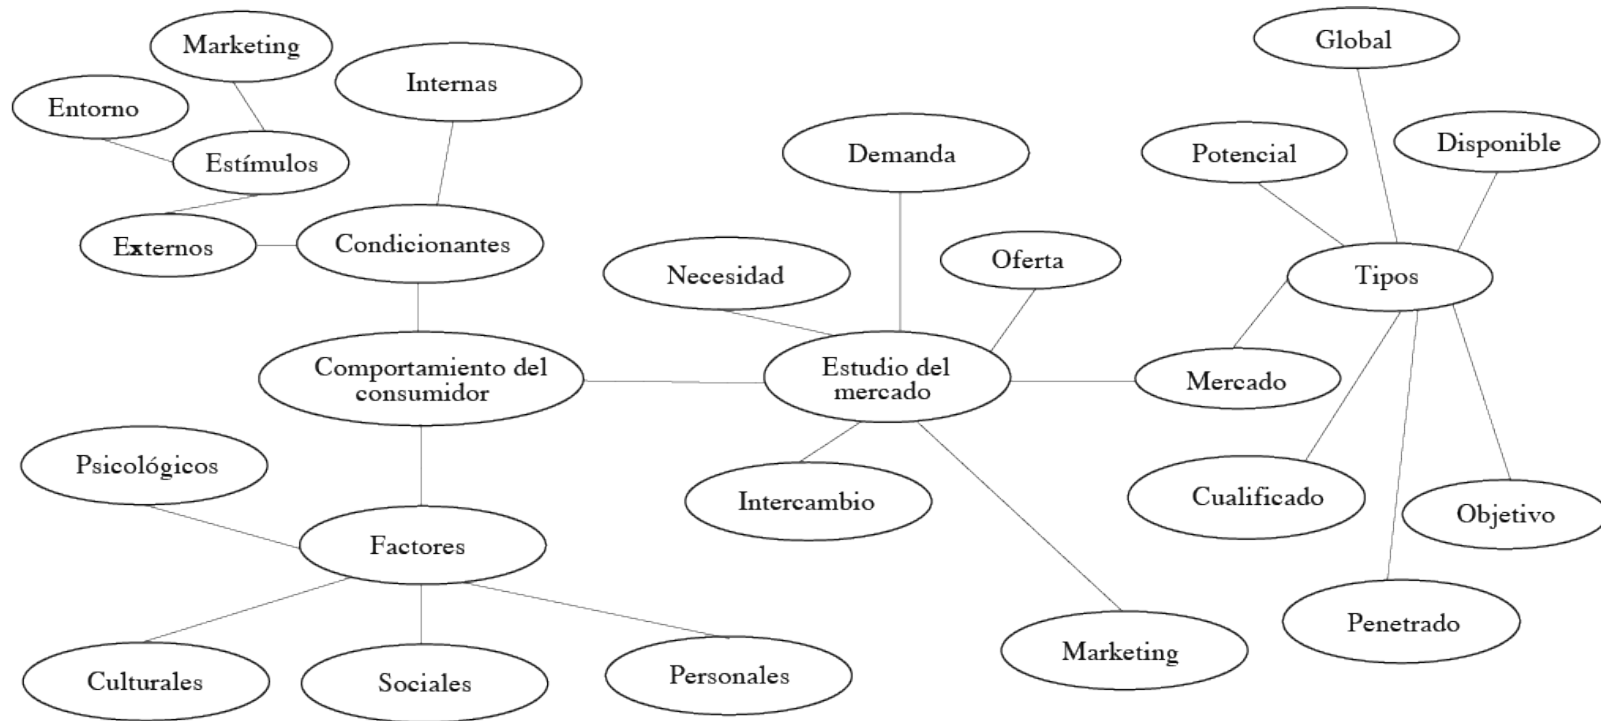 Marketing
Global
Internas
Entorno
Estímulos
Demanda
Potencial
Disponible
Externos
Condicionantes
Necesidad
Oferta
Tipos
Comportamiento del
consumidor
Estudio del
mercado
Mercado
Psicológicos
Intercambio
Cualificado
Objetivo
Factores
Penetrado
Marketing
Culturales
Sociales
Personales